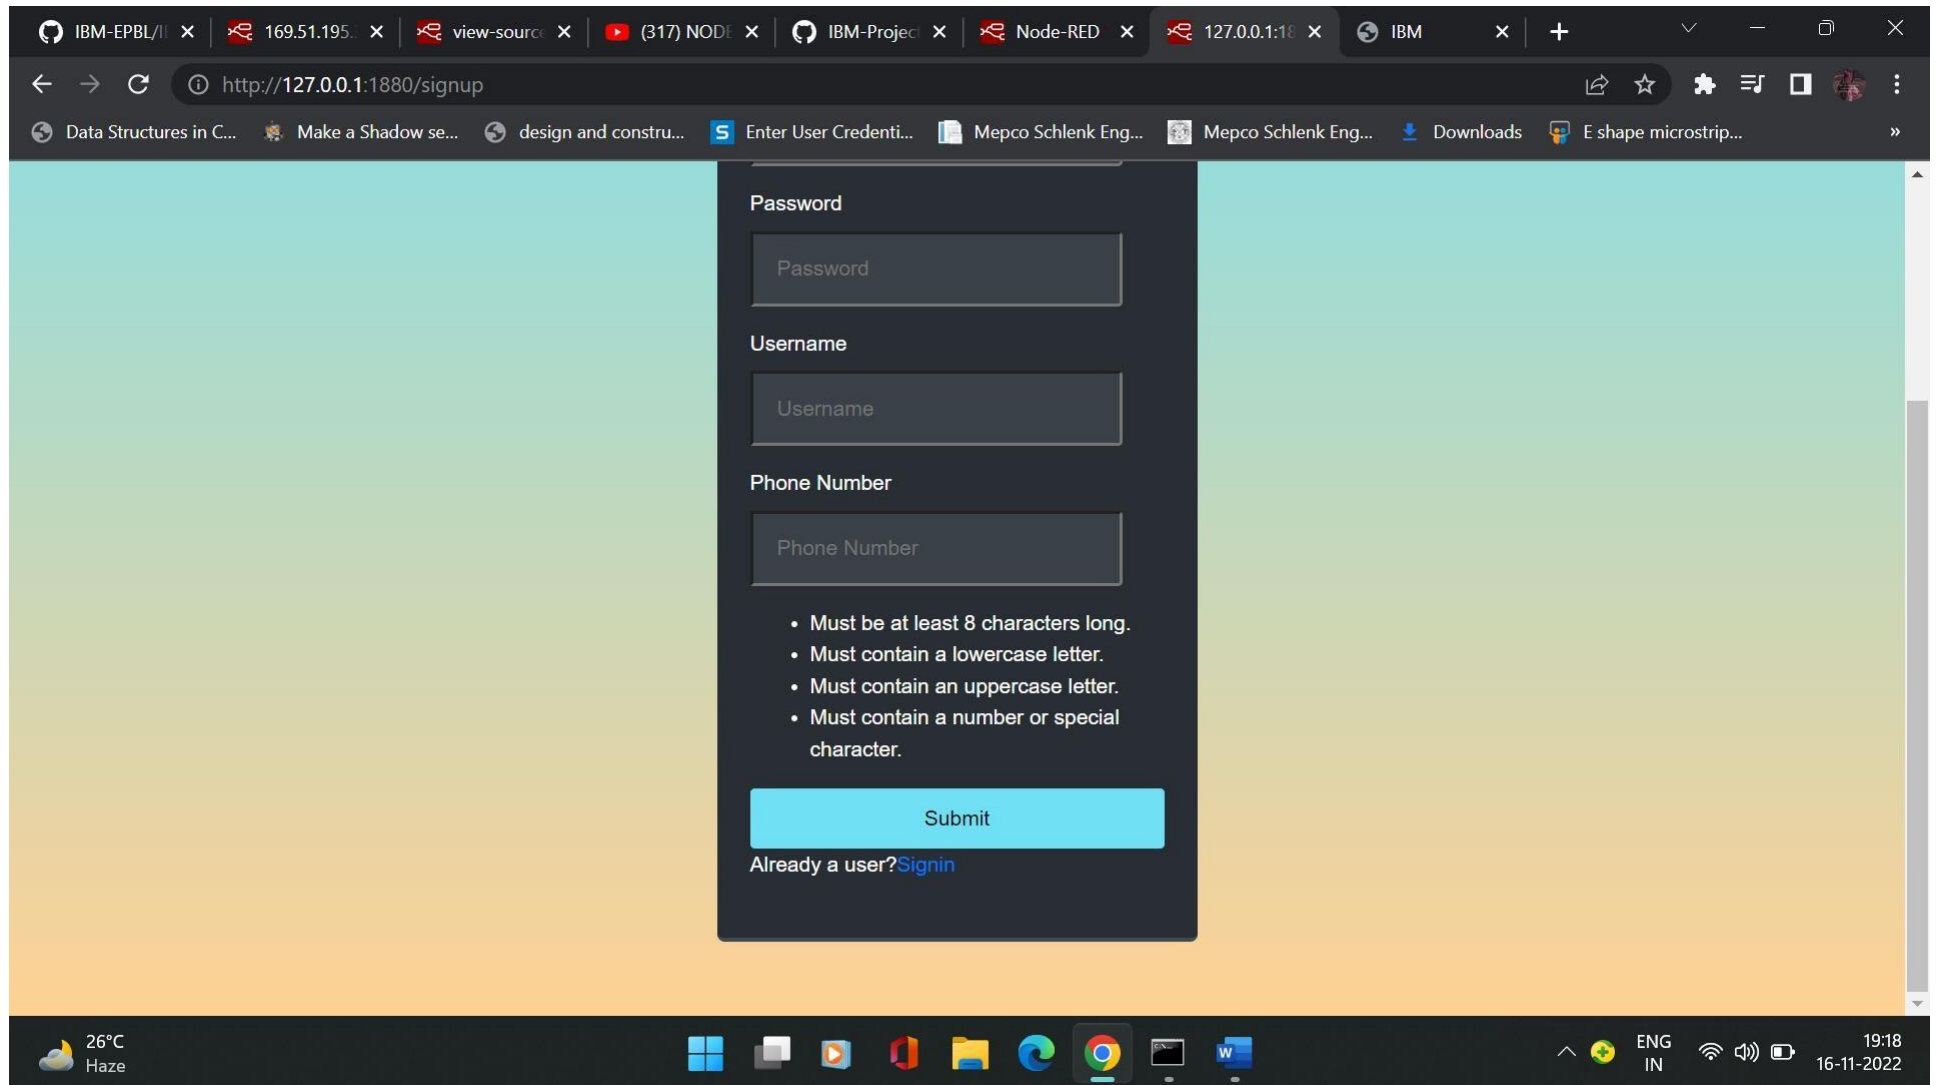 IBM-EPBL/I
169.51.195.
view-source
(317) NODE
IBM-Project
Node-RED
127.0.0.1:18
IBM
http://127.0.0.1:1880/signup
Data Structures in C...
Make a Shadow se...
design and constru...
Enter User Credenti...
Mepco Schlenk Eng...
Mepco Schlenk Eng...
Downloads
E shape microstrip...
»
Password
Password
Username
Username
Phone Number
Phone Number
• Must be at least 8 characters long.
• Must contain a lowercase letter.
• Must contain an uppercase letter.
• Must contain a number or special
character.
Submit
Already a user?Signin
26°C
Haze
ENG
IN
19:18
16-11-2022